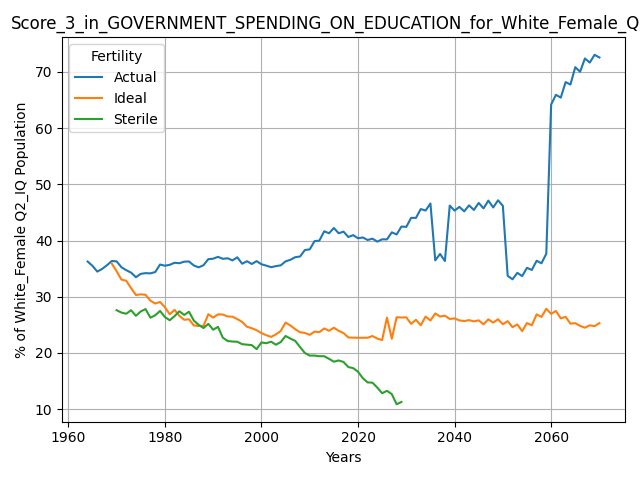 Score_3_in_GOVERNMENT_SPENDING_ON_EDUCATION_for_White_Female_Q
Fertility
Actual
Ideal
Sterile
% of White_Female Q2_IQ Population
70
60
50
40
30
20
10
1960 1980 2000 2020 2040 2060
Years